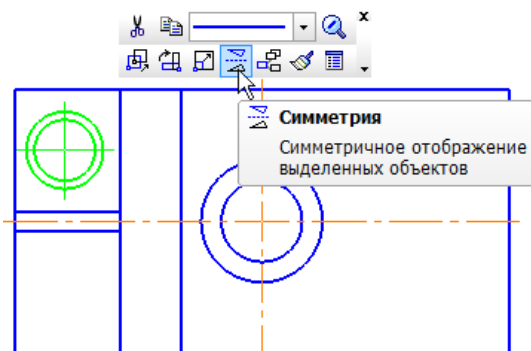 Симметрия
Симметричное отображение
выделенных объектов